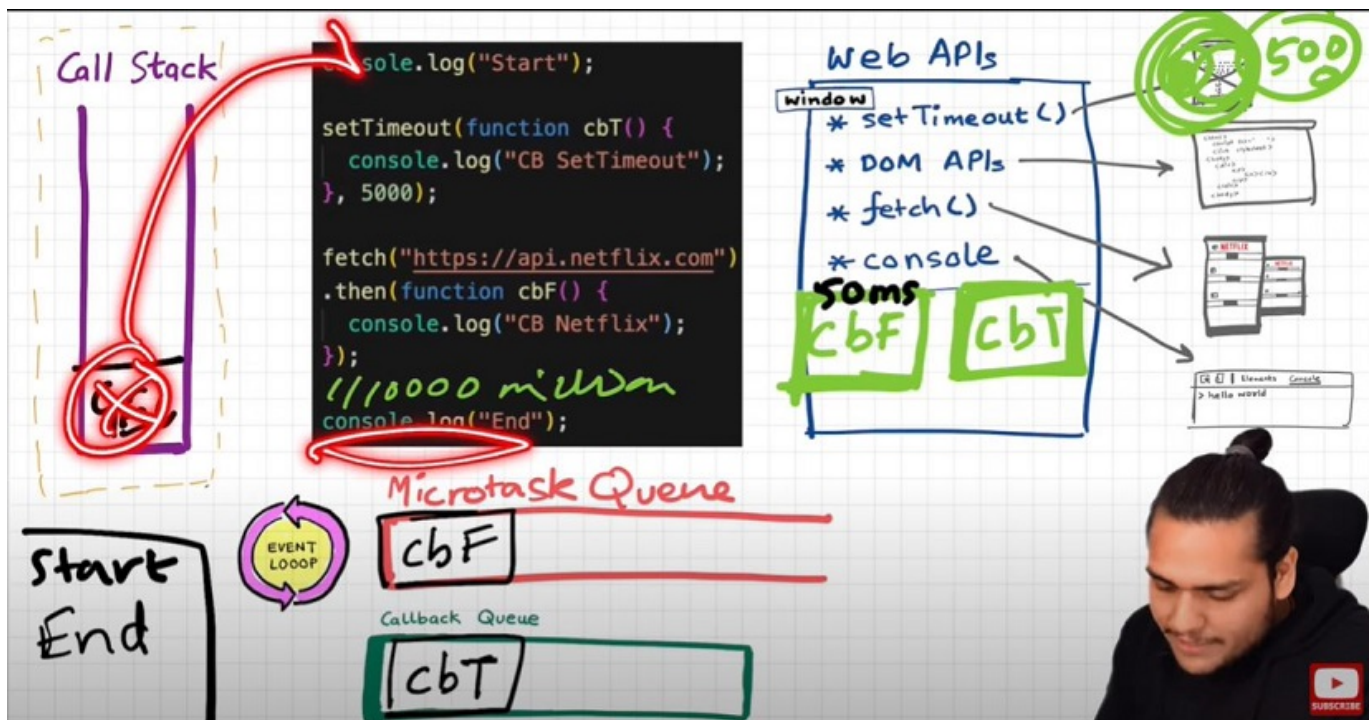 Call Stack
console.log("Start");
setTimeout(function cbT() {
console.log("CB SetTimeout");
}, 5000);
fetch("https://api.netflix.com")
.then(function cbF() {
console.log("CB Netflix");
});
console.log("End");
Web APIs
window
* setTimeout()
* DOM APIs
* fetch()
* console
50ms
CbF
CbT
500
NETFLIX
NETFLIX
Elements Console
> hello world
Microtask Queue
cbF
EVENT
LOOOP
Callback Queue
cbT
Start
End
SUBSCRIBE